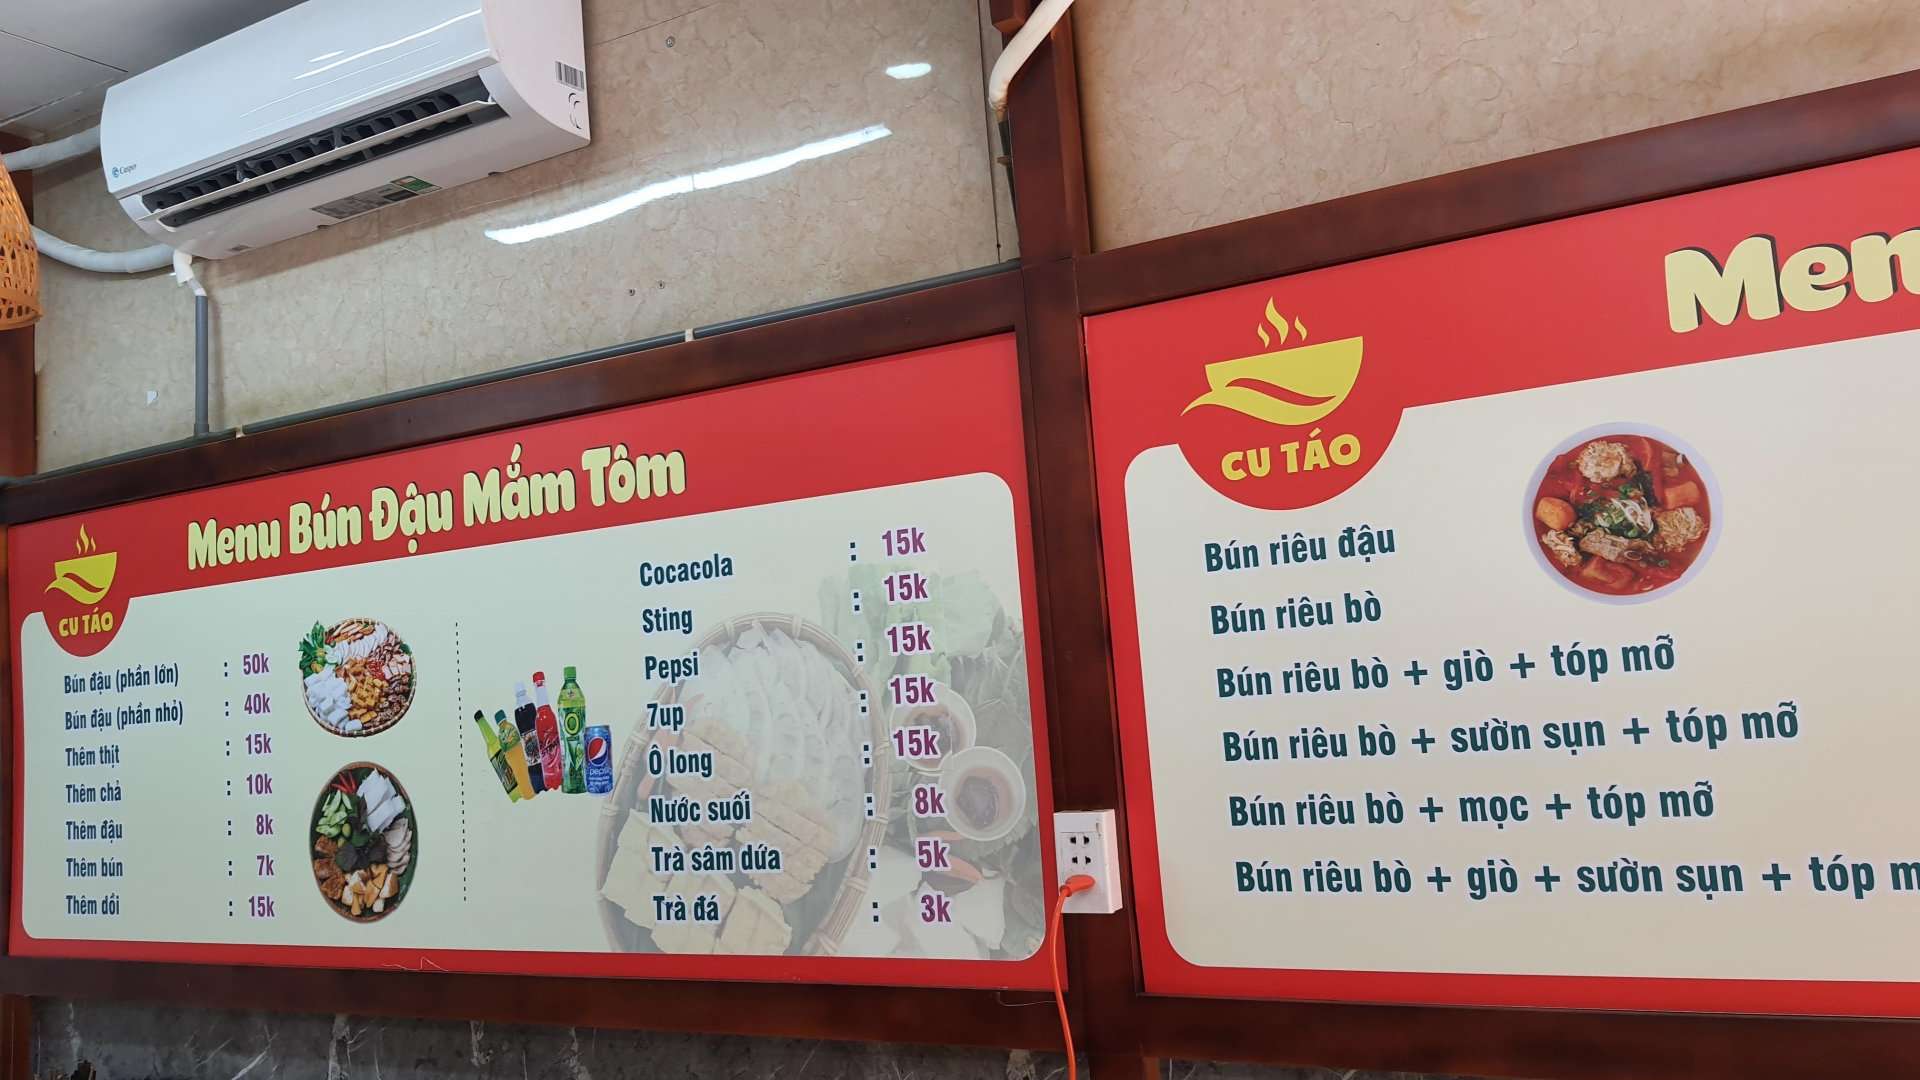 Casper
Menu Bún Đậu Mắm Tôm
CU TÁO
Bún đậu (phần lớn) : 50k
Bún đậu (phần nhỏ) : 40k
Thêm thịt : 15k
Thêm chả : 10k
Thêm đậu : 8k
Thêm bún : 7k
Thêm dồi : 15k
pepsi
Cocacola : 15k
Sting : 15k
Pepsi : 15k
7up : 15k
Ô long : 15k
Nước suối : 8k
Trà sâm dứa : 5k
Trà đá : 3k
Men
CU TÁO
Bún riêu đậu
Bún riêu bò
Bún riêu bò + giò + tóp mỡ
Bún riêu bò + sườn sụn + tóp mỡ
Bún riêu bò + mọc + tóp mỡ
Bún riêu bò + giò + sườn sụn + tóp m